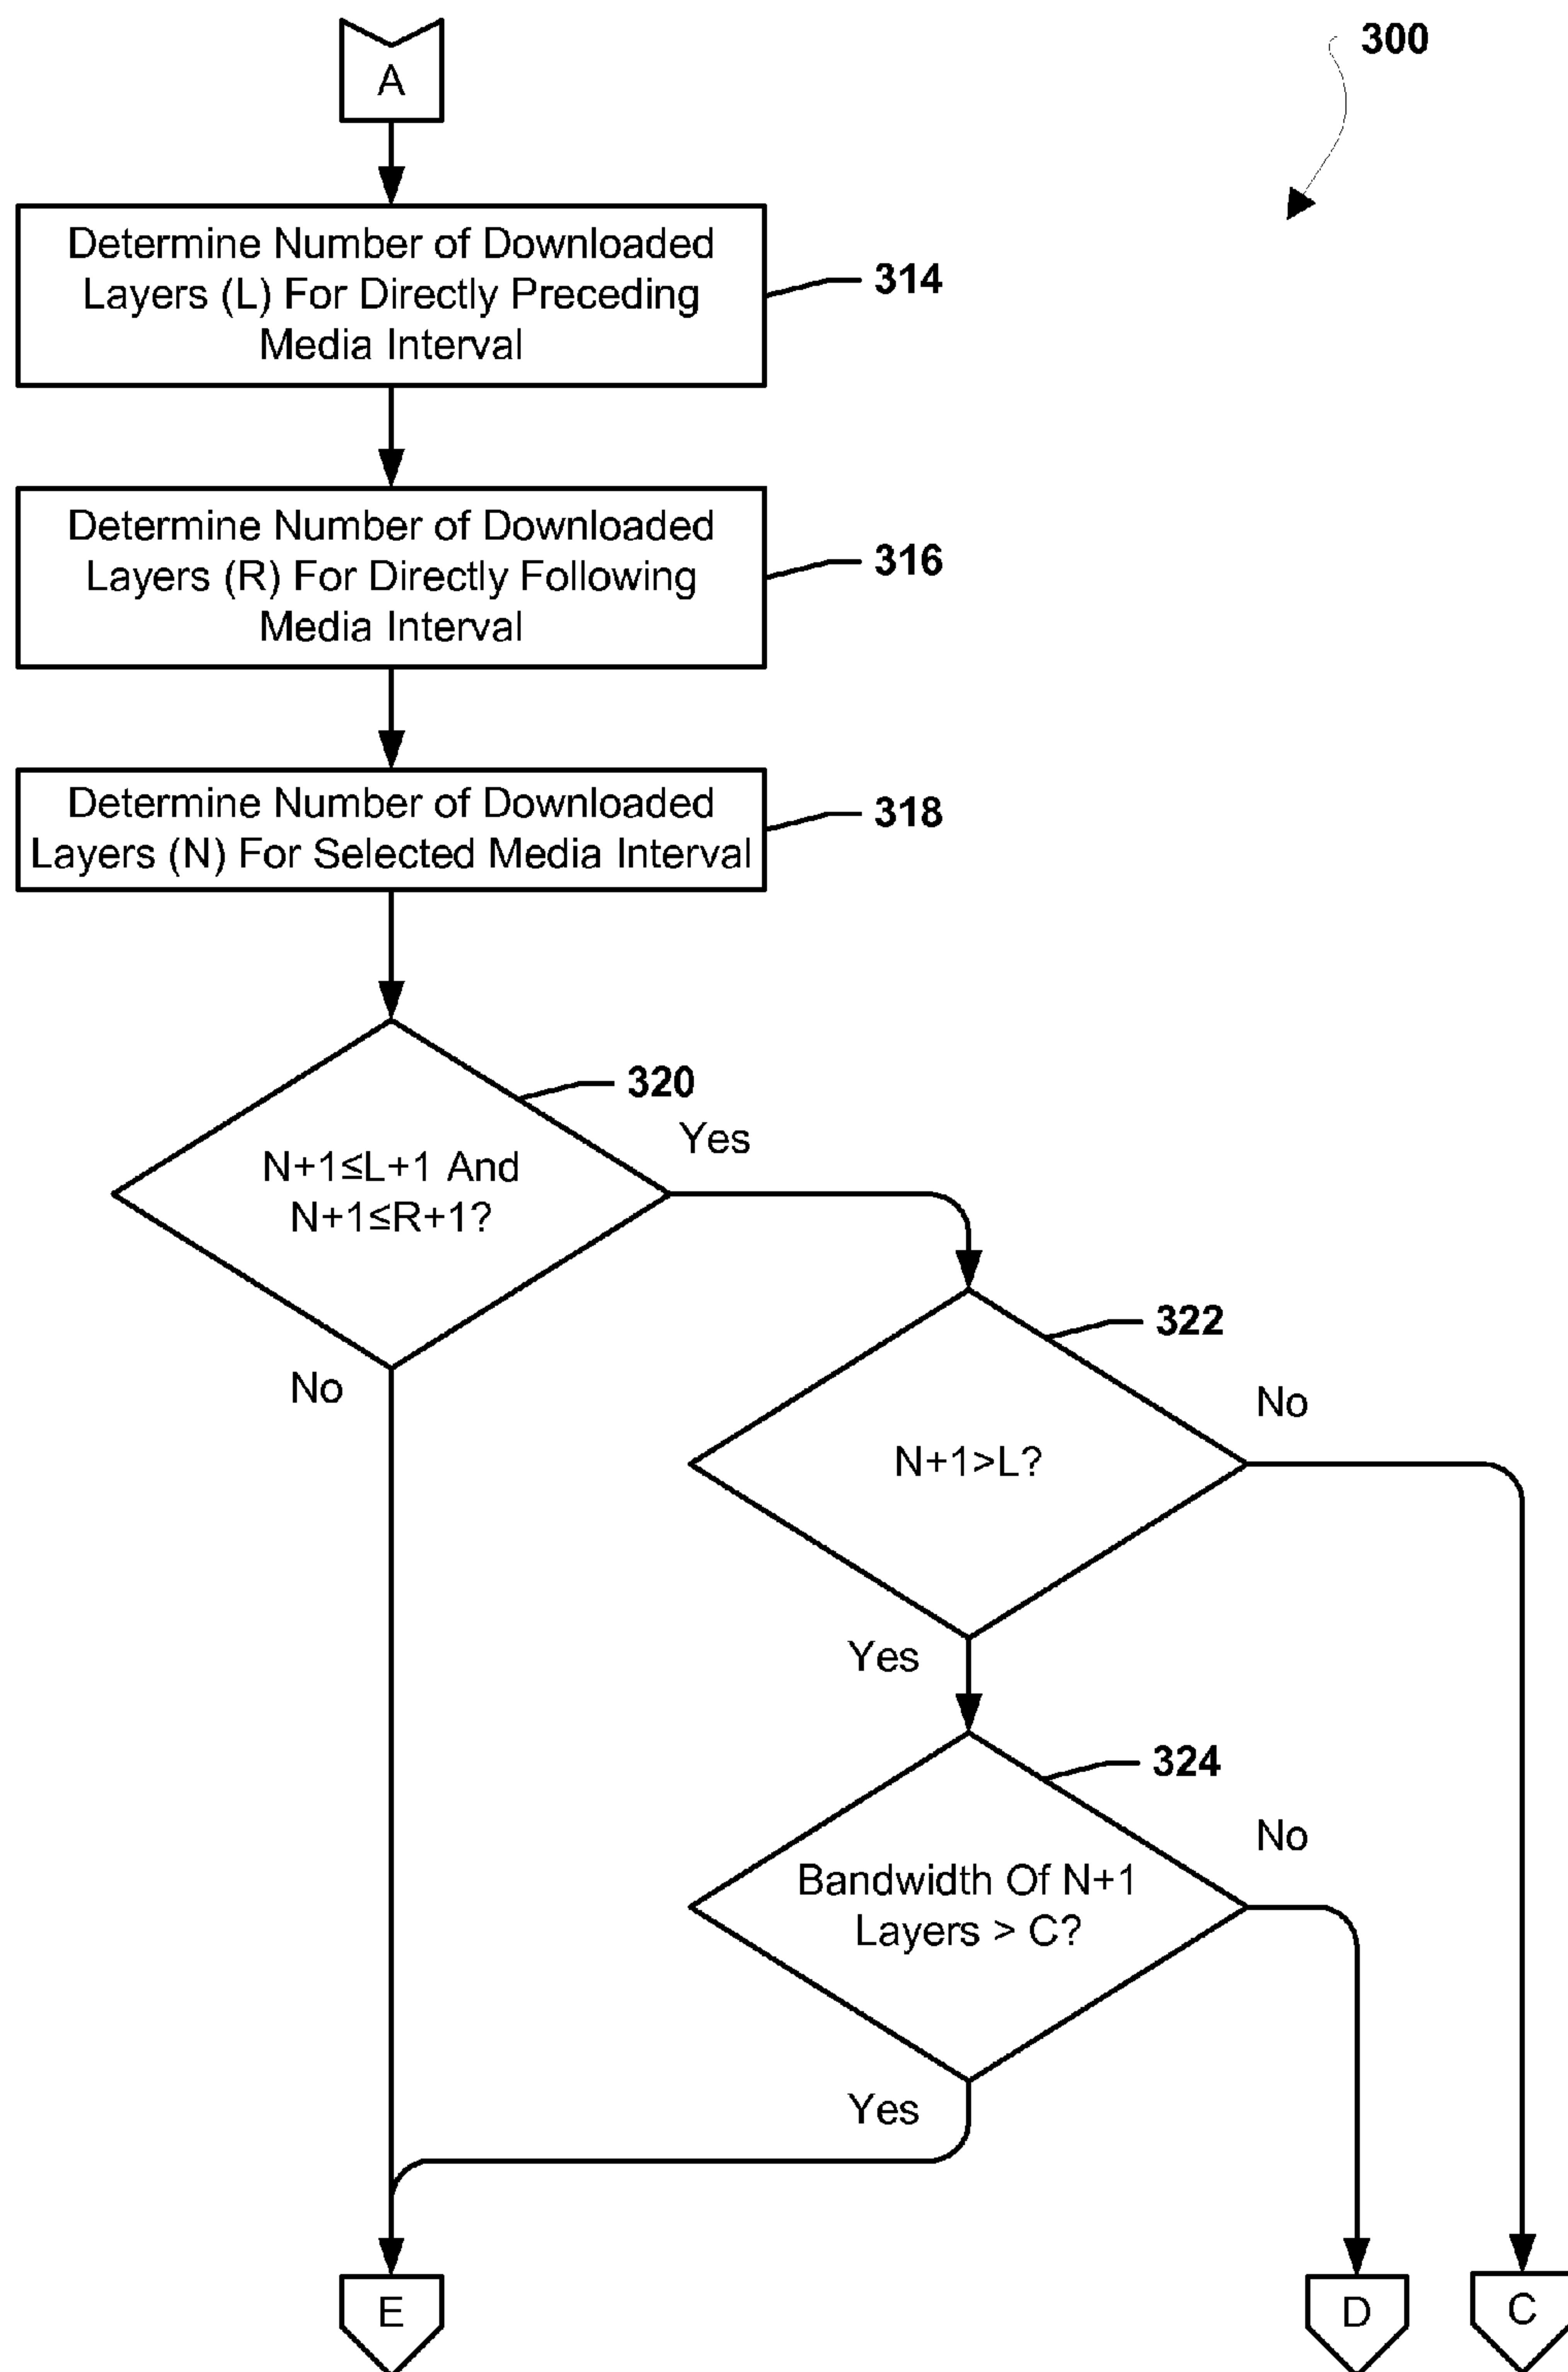 A
300
Determine Number of Downloaded
Layers (L) For Directly Preceding
Media Interval
314
Determine Number of Downloaded
Layers (R) For Directly Following
Media Interval
316
Determine Number of Downloaded
Layers (N) For Selected Media Interval
318
320
N+1≤L+1 And
N+1≤R+1?
Yes
No
322
N+1>L?
No
Yes
324
Bandwidth Of N+1
Layers > C?
No
Yes
E
D
C